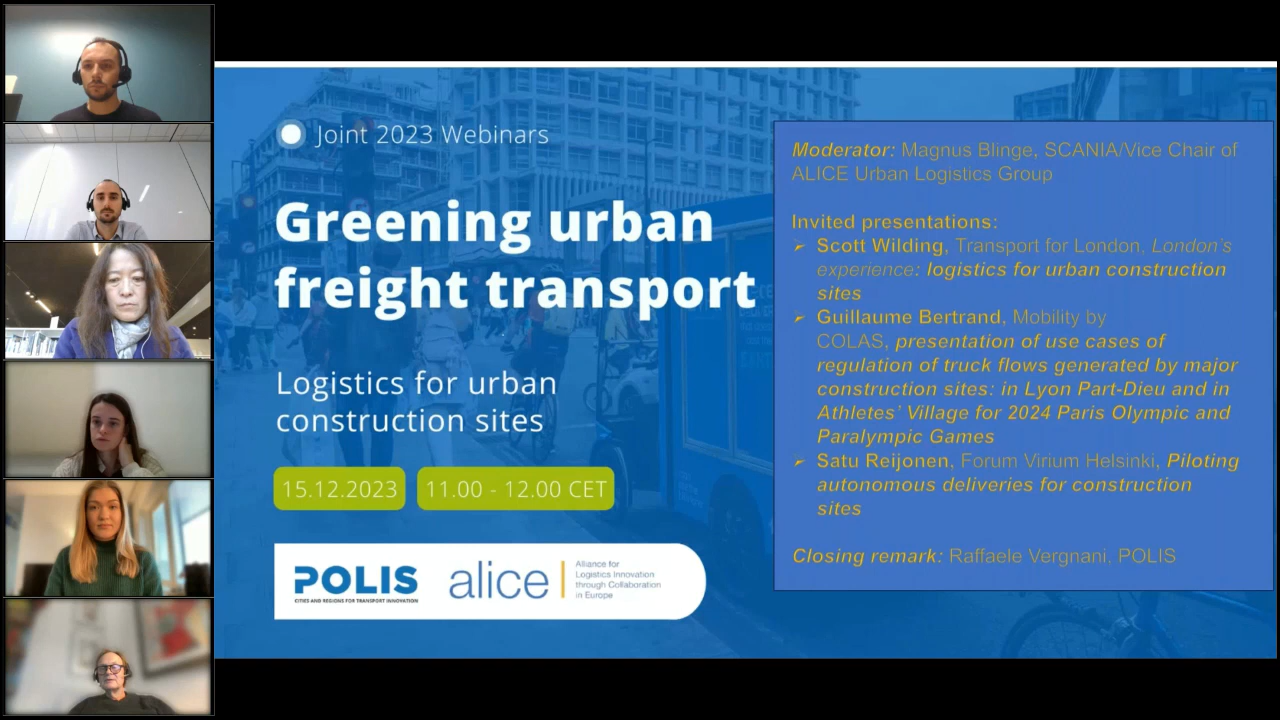 Joint 2023 Webinars
Greening urban
freight transport
Logistics for urban
construction sites
15.12.2023
11.00 - 12.00 CET
POLIS
CITIES AND REGIONS FOR TRANSPORT INNOVATION
alice
Alliance for
Logistics Innovation
through Collaboration
in Europe
Moderator: Magnus Blinge, SCANIA/Vice Chair of
ALICE Urban Logistics Group
Invited presentations:
➢ Scott Wilding, Transport for London, London's
experience: logistics for urban construction
sites
➢ Guillaume Bertrand, Mobility by
COLAS, presentation of use cases of
regulation of truck flows generated by major
construction sites: in Lyon Part-Dieu and in
Athletes' Village for 2024 Paris Olympic and
Paralympic Games
➢ Satu Reijonen, Forum Virium Helsinki, Piloting
autonomous deliveries for construction
sites
Closing remark: Raffaele Vergnani, POLIS